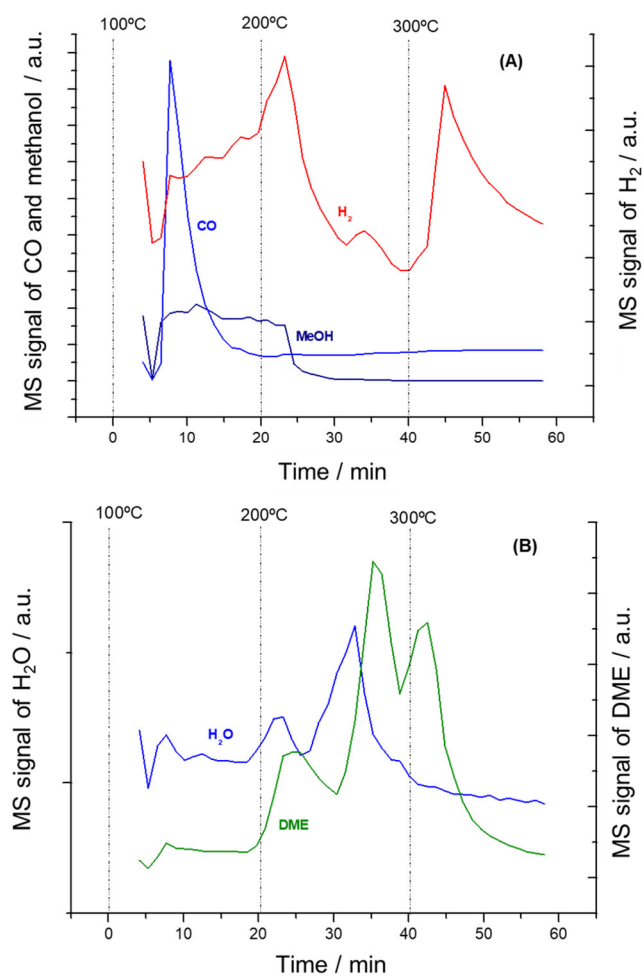 100ºC 200ºC 300ºC
(A)
MS signal of CO and methanol / a.u.
MS signal of H₂ / a.u.
H₂
CO
MeOH
0 10 20 30 40 50 60
Time / min
100ºC 200ºC 300ºC
(B)
MS signal of H₂O / a.u.
MS signal of DME / a.u.
H₂O
DME
0 10 20 30 40 50 60
Time / min